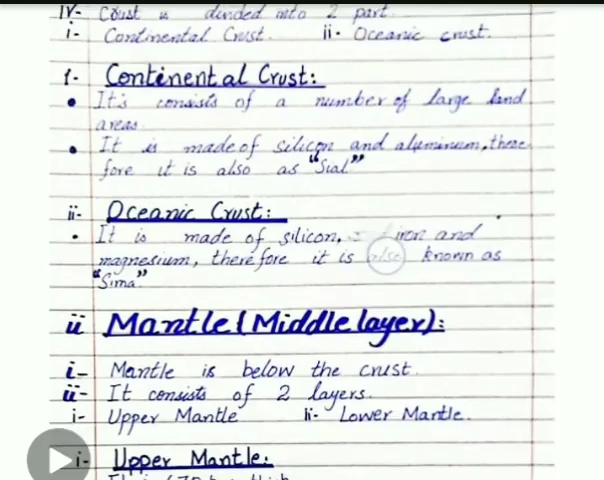 iv- Crust is divided into 2 part.
i- Continental Crust. ii- Oceanic crust.
1- Continental Crust:
• It's consists of a number of large land
areas.
• It is made of silicon and aluminum, there
fore it is also as "Sial"
ii- Oceanic Crust:
• It is made of silicon, iron and
magnesium, therefore it is also known as
"Sima"
ii Mantle (Middle layer):
i- Mantle is below the crust.
ii- It consists of 2 layers.
i- Upper Mantle ii- Lower Mantle.
i- Upper Mantle: